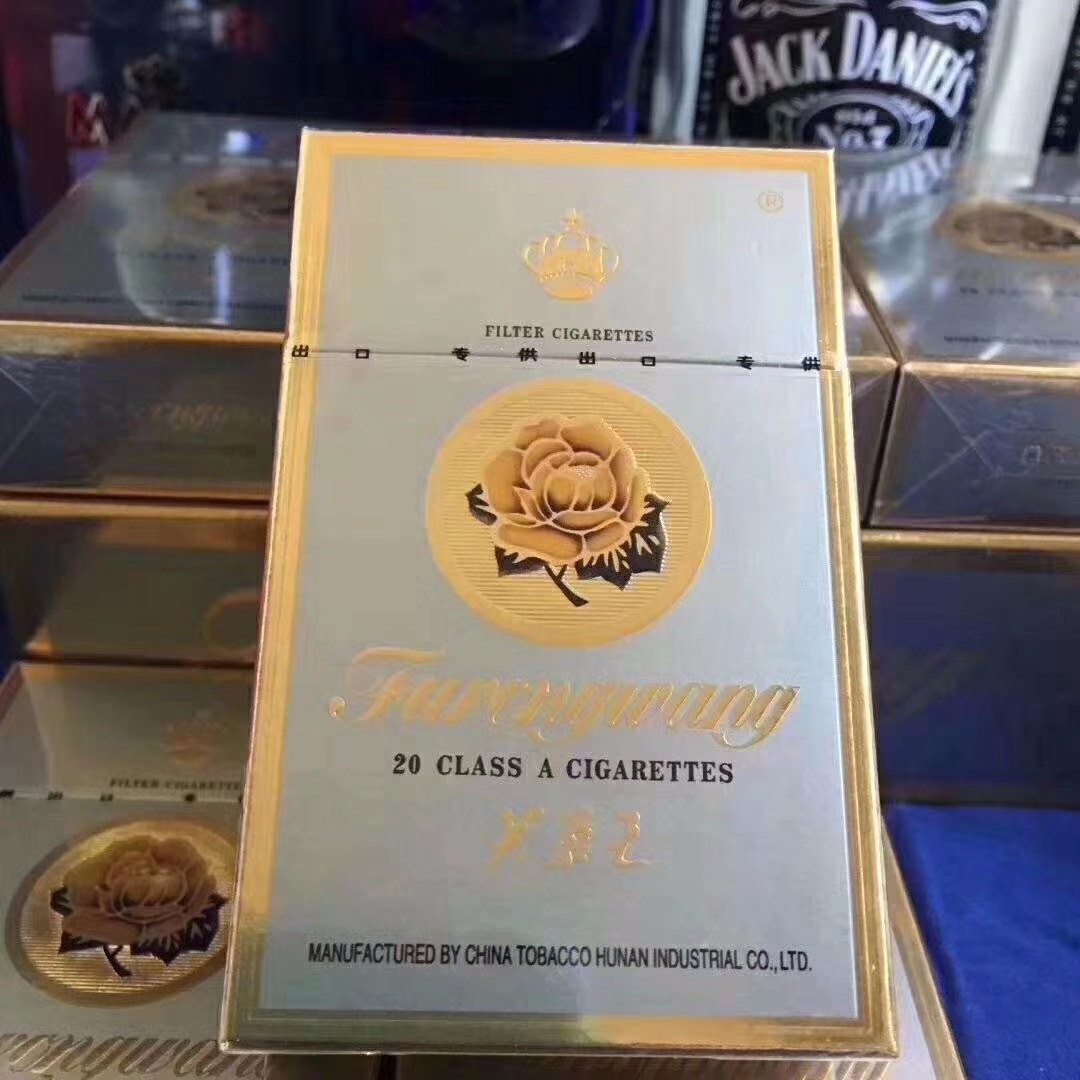 JACK DANIEL'S
®
FILTER CIGARETTES
出口 专供出口 专供
Furongwang
20 CLASS A CIGARETTES
芙蓉王
MANUFACTURED BY CHINA TOBACCO HUNAN INDUSTRIAL CO.,LTD.
FILTER CIGARETTES